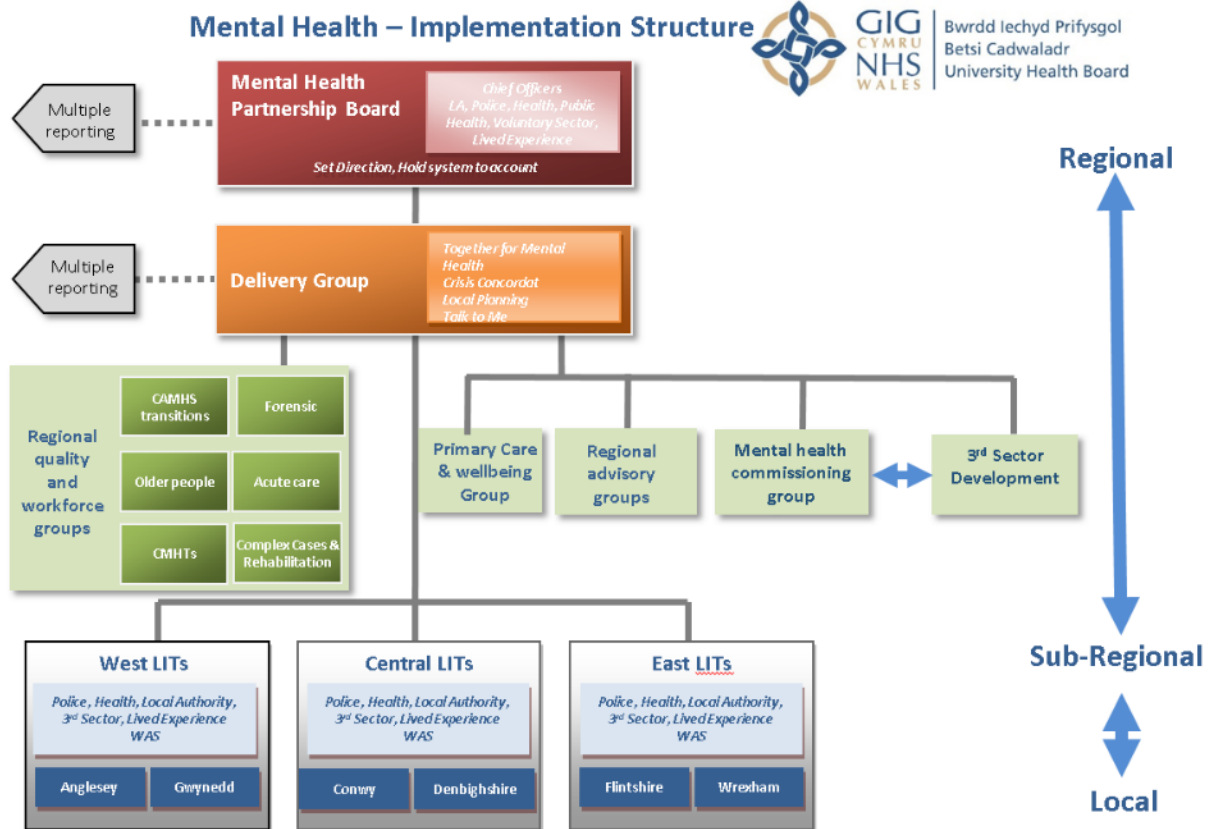 Mental Health – Implementation Structure
GIG
CYMRU
NHS
WALES
Bwrdd Iechyd Prifysgol
Betsi Cadwaladr
University Health Board
Multiple
reporting
Mental Health
Partnership Board
Chief Officers
LA, Police, Health, Public
Health, Voluntary Sector,
Lived Experience
Set Direction, Hold system to account
Regional
Multiple
reporting
Delivery Group
Together for Mental
Health
Crisis Concordat
Local Planning
Talk to Me
Regional
quality
and
workforce
groups
CAMHS
transitions
Forensic
Older people
Acute care
CMHTs
Complex Cases &
Rehabilitation
Primary Care
& wellbeing
Group
Regional
advisory
groups
Mental health
commissioning
group
3rd Sector
Development
West LITs
Police, Health, Local Authority,
3rd Sector, Lived Experience
WAS
Anglesey
Gwynedd
Central LITs
Police, Health, Local Authority,
3rd Sector, Lived Experience
WAS
Conwy
Denbighshire
East LITs
Police, Health, Local Authority,
3rd Sector, Lived Experience
WAS
Flintshire
Wrexham
Sub-Regional
Local